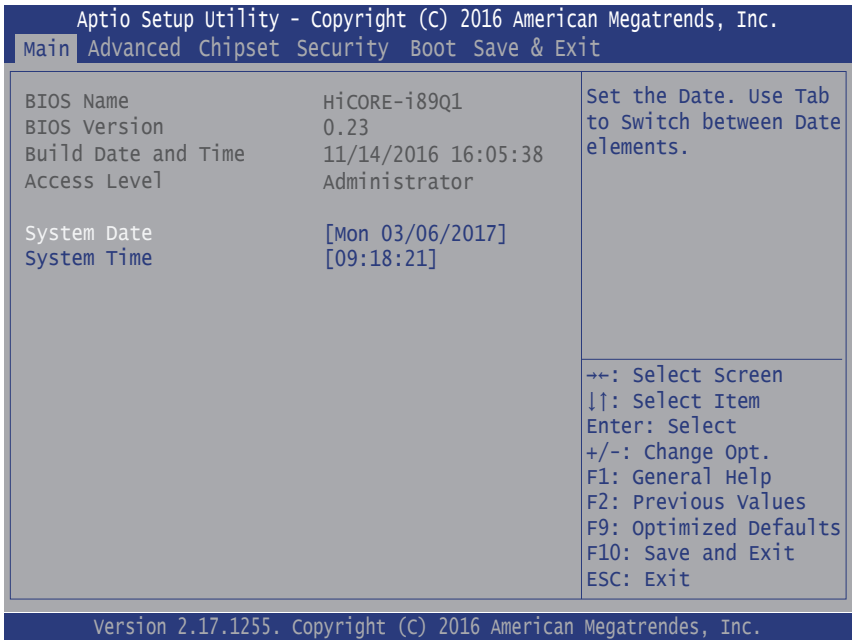 Aptio Setup Utility - Copyright (C) 2016 American Megatrends, Inc.
Main Advanced Chipset Security Boot Save & Exit
BIOS Name HiCORE-i89Q1
BIOS Version 0.23
Build Date and Time 11/14/2016 16:05:38
Access Level Administrator
System Date [Mon 03/06/2017]
System Time [09:18:21]
Set the Date. Use Tab
to Switch between Date
elements.
→←: Select Screen
↓↑: Select Item
Enter: Select
+/-: Change Opt.
F1: General Help
F2: Previous Values
F9: Optimized Defaults
F10: Save and Exit
ESC: Exit
Version 2.17.1255. Copyright (C) 2016 American Megatrendes, Inc.